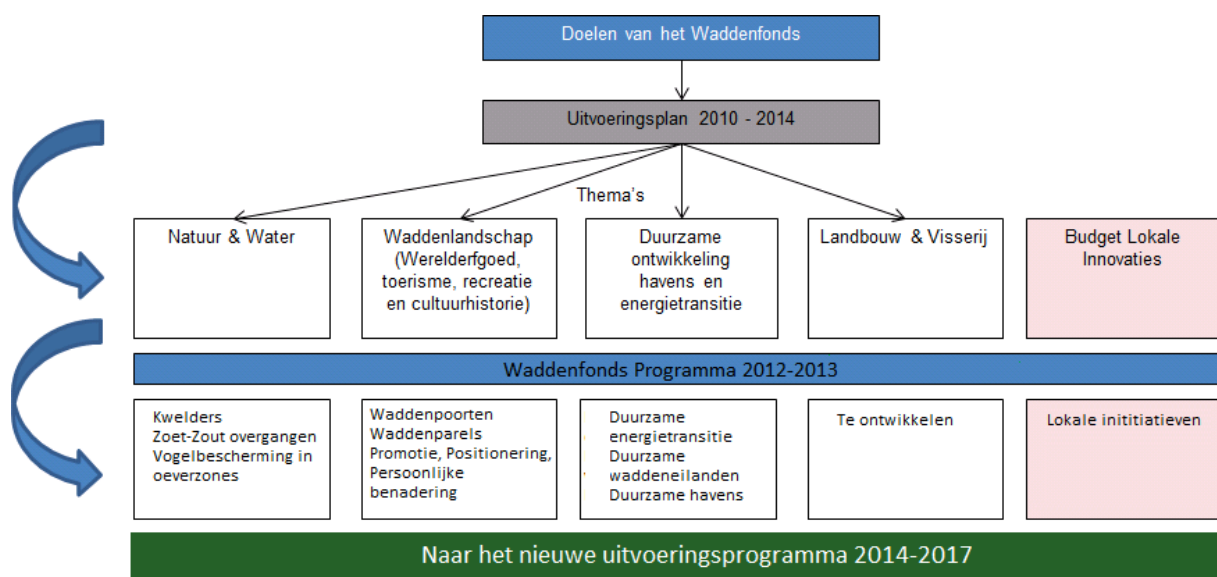 Doelen van het Waddenfonds
Uitvoeringsplan 2010 - 2014
Thema's
Natuur & Water
Waddenlandschap
(Werelderfgoed,
toerisme, recreatie
en cultuurhistorie)
Duurzame
ontwikkeling
havens en
energietransitie
Landbouw & Visserij
Budget Lokale
Innovaties
Waddenfonds Programma 2012-2013
Kwelders
Zoet-Zout overgangen
Vogelbescherming in
oeverzones
Waddenpoorten
Waddenparels
Promotie, Positionering,
Persoonlijke
benadering
Duurzame
energietransitie
Duurzame
waddeneilanden
Duurzame havens
Te ontwikkelen
Lokale inititiatieven
Naar het nieuwe uitvoeringsprogramma 2014-2017